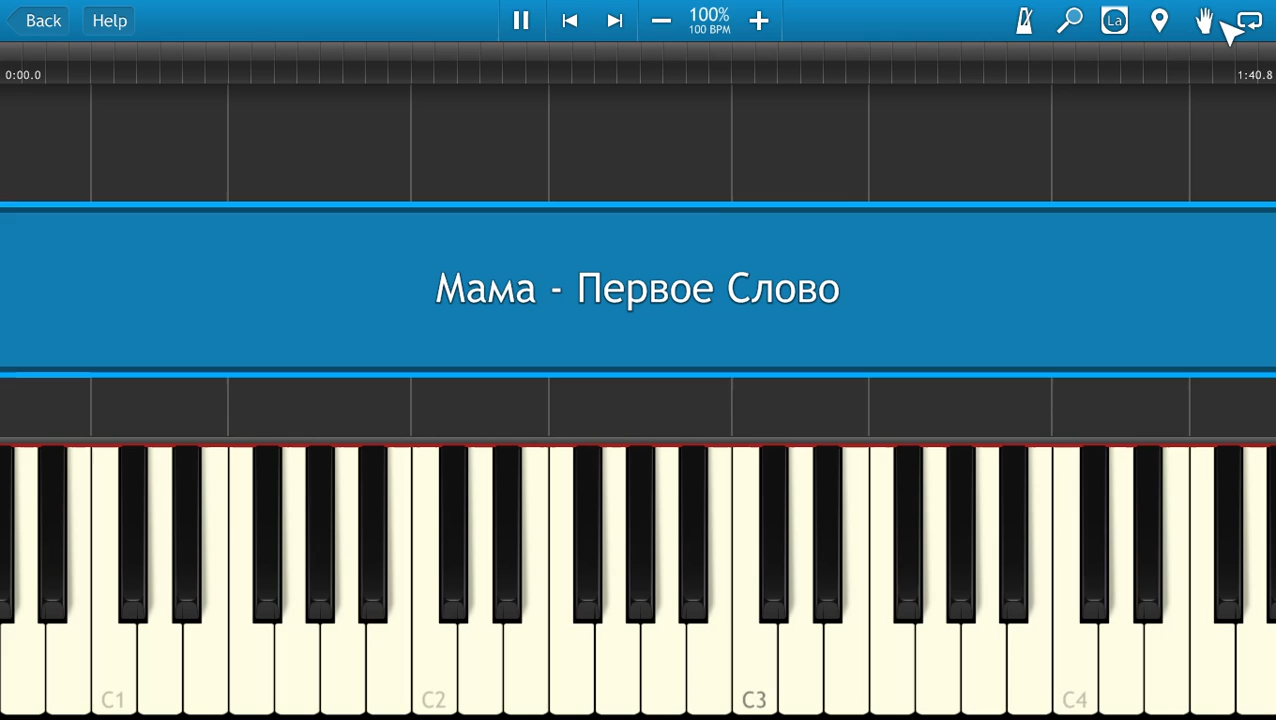 Back
Help
100%
100 BPM
La
0:00.0
1:40.8
Мама - Первое Слово
C1
C2
C3
C4